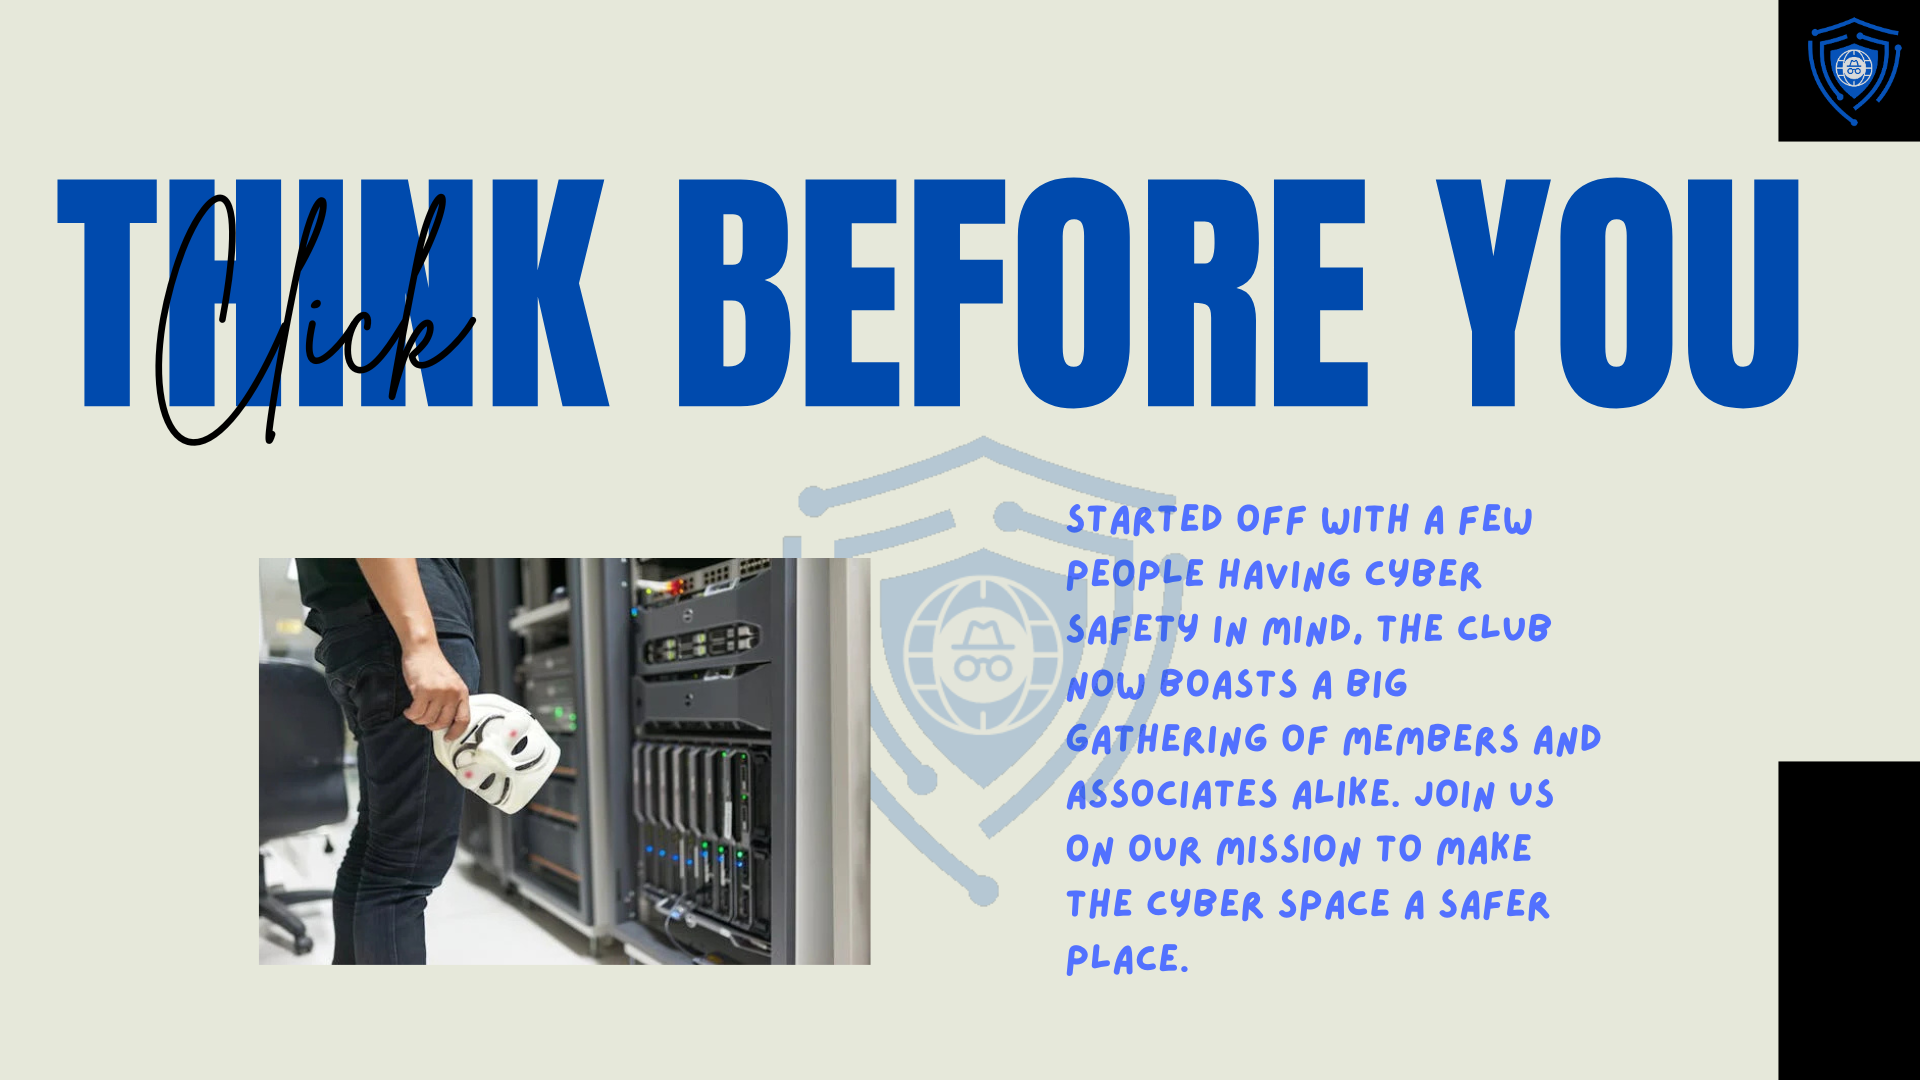 THINK BEFORE YOU
Click
STARTED OFF WITH A FEW
PEOPLE HAVING CYBER
SAFETY IN MIND, THE CLUB
NOW BOASTS A BIG
GATHERING OF MEMBERS AND
ASSOCIATES ALIKE. JOIN US
ON OUR MISSION TO MAKE
THE CYBER SPACE A SAFER
PLACE.